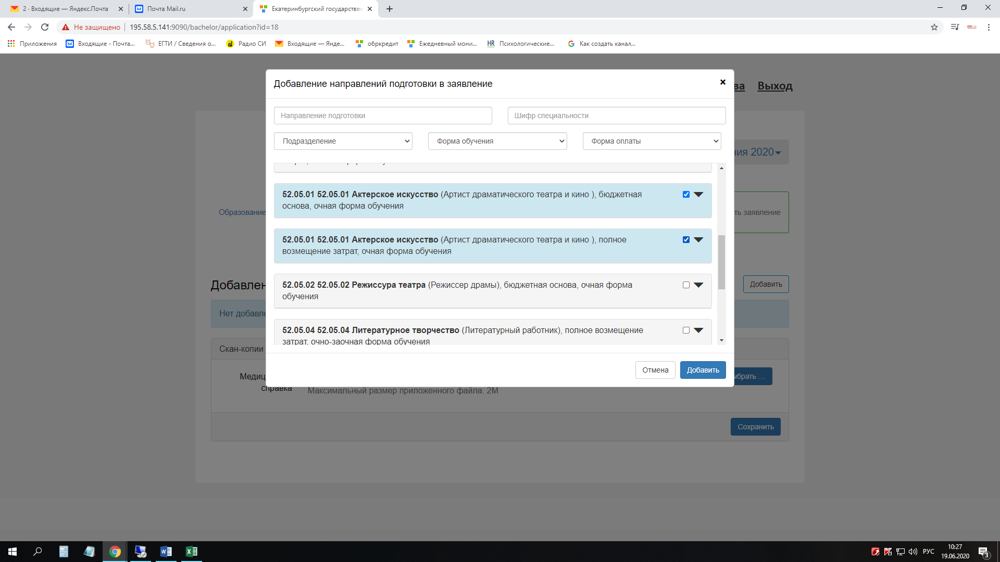 2 · Входящие — Яндекс.Почта
Почта Mail.ru
Екатеринбургский государствен
Не защищено
195.58.5.141:9090/bachelor/application?id=18
Приложения
Входящие - Почта...
ЕГТИ / Сведения о...
Радио СИ
Входящие — Янде...
обркредит
Ежедневный мони...
HR Психологические...
Как создать канал...
Добавление направлений подготовки в заявление
×
ва
Выход
Направление подготовки
Шифр специальности
Подразделение
Форма обучения
Форма оплаты
ния 2020
52.05.01 52.05.01 Актерское искусство (Артист драматического театра и кино ), бюджетная
основа, очная форма обучения
Образование
ть заявление
52.05.01 52.05.01 Актерское искусство (Артист драматического театра и кино ), полное
возмещение затрат, очная форма обучения
52.05.02 52.05.02 Режиссура театра (Режиссер драмы), бюджетная основа, очная форма
обучения
Добавлен
Добавить
Нет добавле
52.05.04 52.05.04 Литературное творчество (Литературный работник), полное возмещение
затрат, очно-заочная форма обучения
Скан-копии
Отмена
Добавить
Медиц
справка
ыбрать ...
Максимальный размер приложенного файла: 2M
Сохранить
РУС
10:27
19.06.2020
3